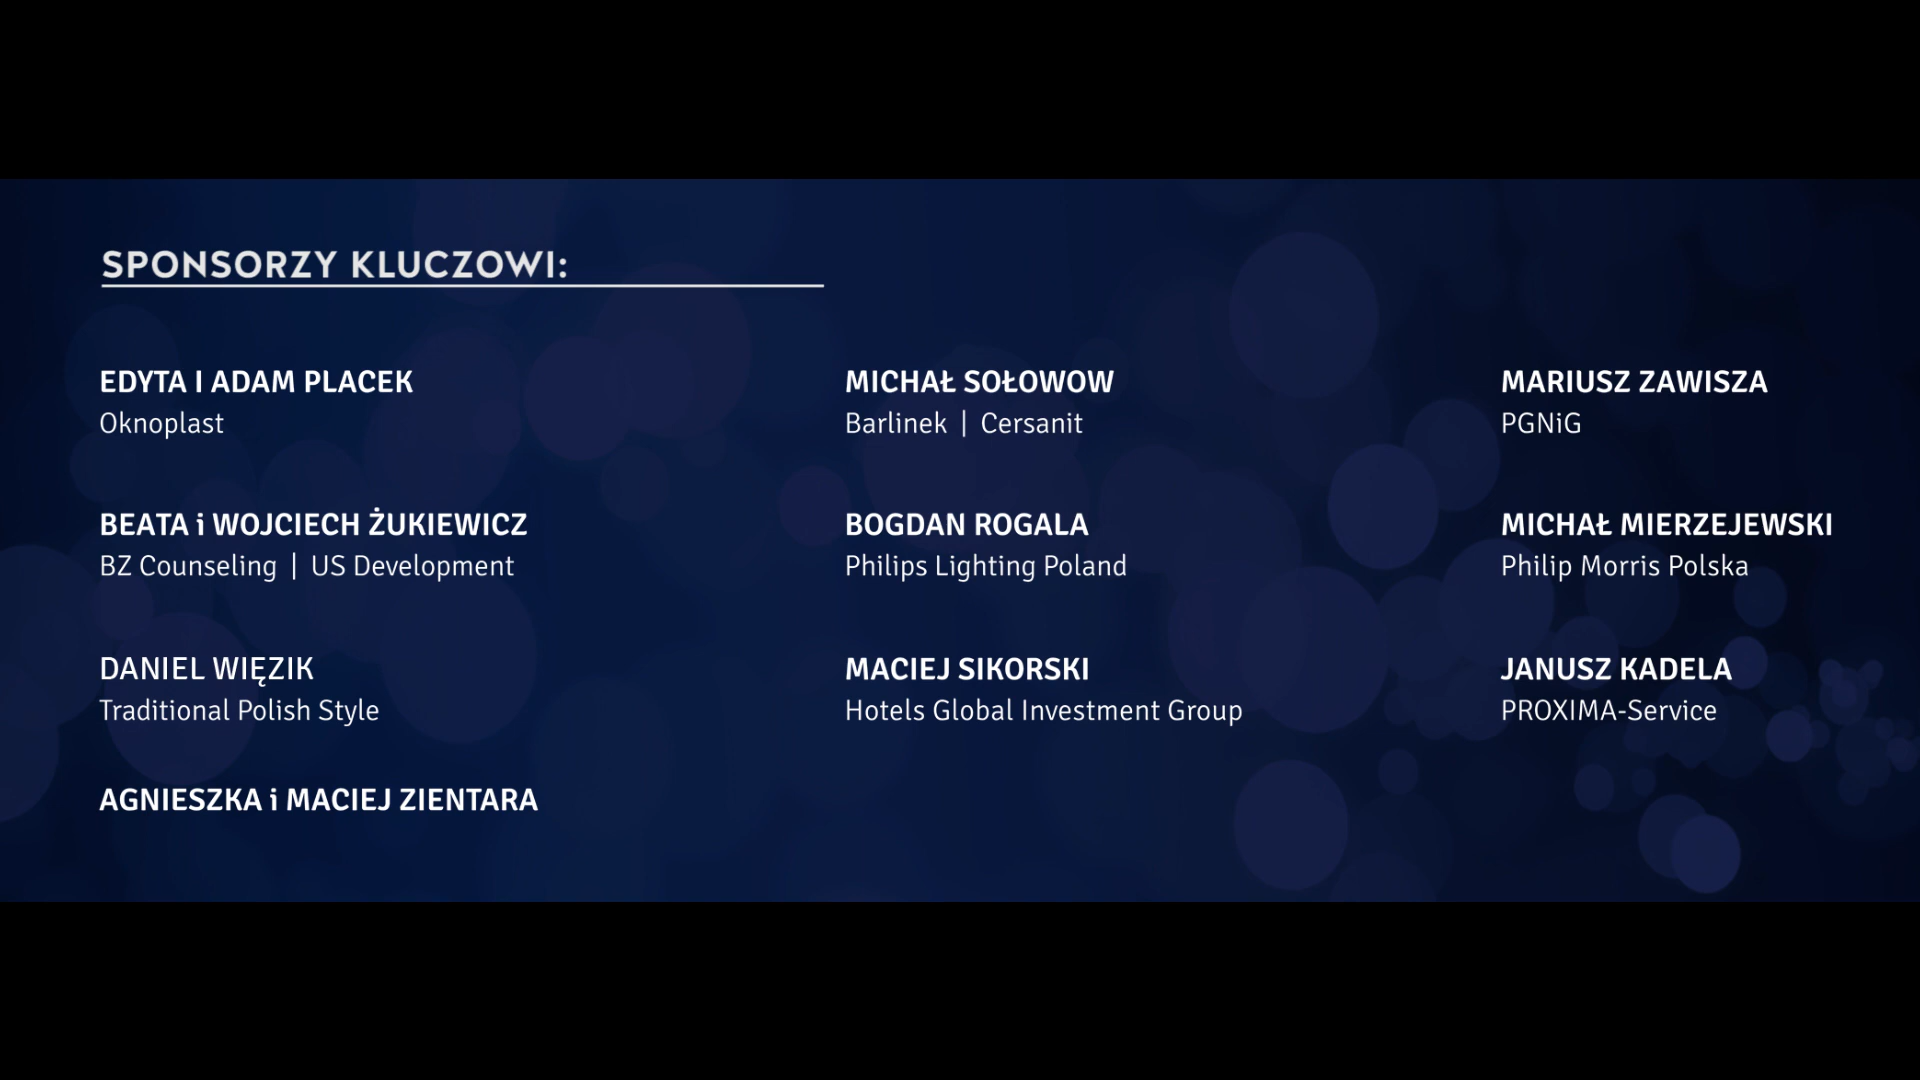 SPONSORZY KLUCZOWI:
EDYTA I ADAM PLACEK
Oknoplast
MICHAŁ SOŁOWOW
Barlinek | Cersanit
MARIUSZ ZAWISZA
PGNiG
BEATA i WOJCIECH ŻUKIEWICZ
BZ Counseling | US Development
BOGDAN ROGALA
Philips Lighting Poland
MICHAŁ MIERZEJEWSKI
Philip Morris Polska
DANIEL WIĘZIK
Traditional Polish Style
MACIEJ SIKORSKI
Hotels Global Investment Group
JANUSZ KADELA
PROXIMA-Service
AGNIESZKA i MACIEJ ZIENTARA